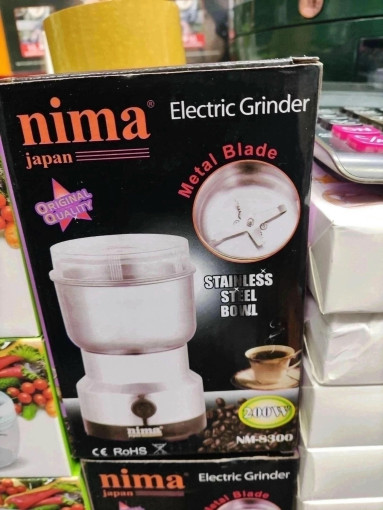 nima®
japan
Electric Grinder
Metal Blade
ORIGINAL
QUALITY
STAINLESS
STEEL
BOWL
nima
200W
NM-8300
CE RoHS
nima®
japan
Electric Grinder
Metal Blade